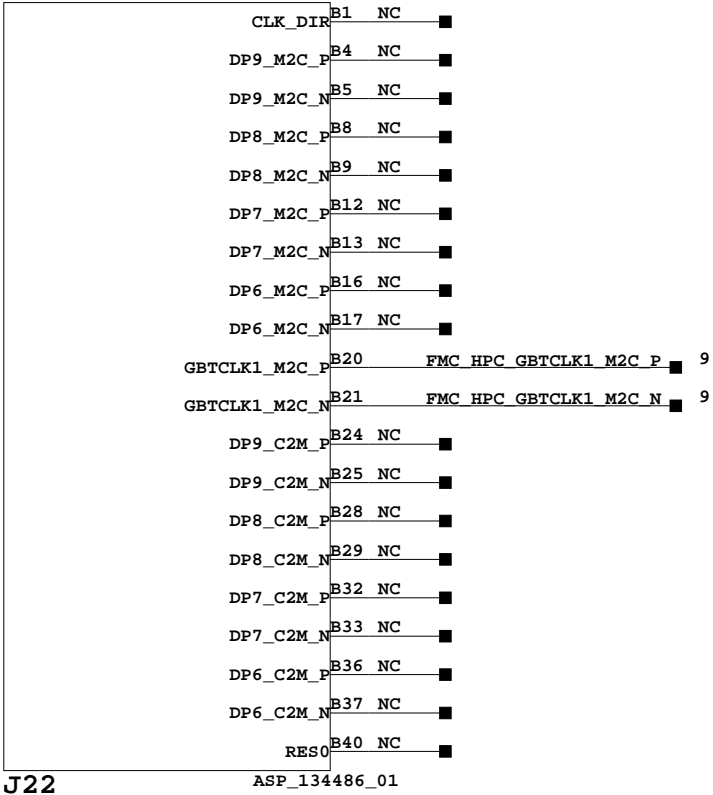 CLK_DIR B1 NC
DP9_M2C_P B4 NC
DP9_M2C_N B5 NC
DP8_M2C_P B8 NC
DP8_M2C_N B9 NC
DP7_M2C_P B12 NC
DP7_M2C_N B13 NC
DP6_M2C_P B16 NC
DP6_M2C_N B17 NC
GBTCLK1_M2C_P B20 FMC_HPC_GBTCLK1_M2C_P 9
GBTCLK1_M2C_N B21 FMC_HPC_GBTCLK1_M2C_N 9
DP9_C2M_P B24 NC
DP9_C2M_N B25 NC
DP8_C2M_P B28 NC
DP8_C2M_N B29 NC
DP7_C2M_P B32 NC
DP7_C2M_N B33 NC
DP6_C2M_P B36 NC
DP6_C2M_N B37 NC
RES0 B40 NC
J22 ASP_134486_01